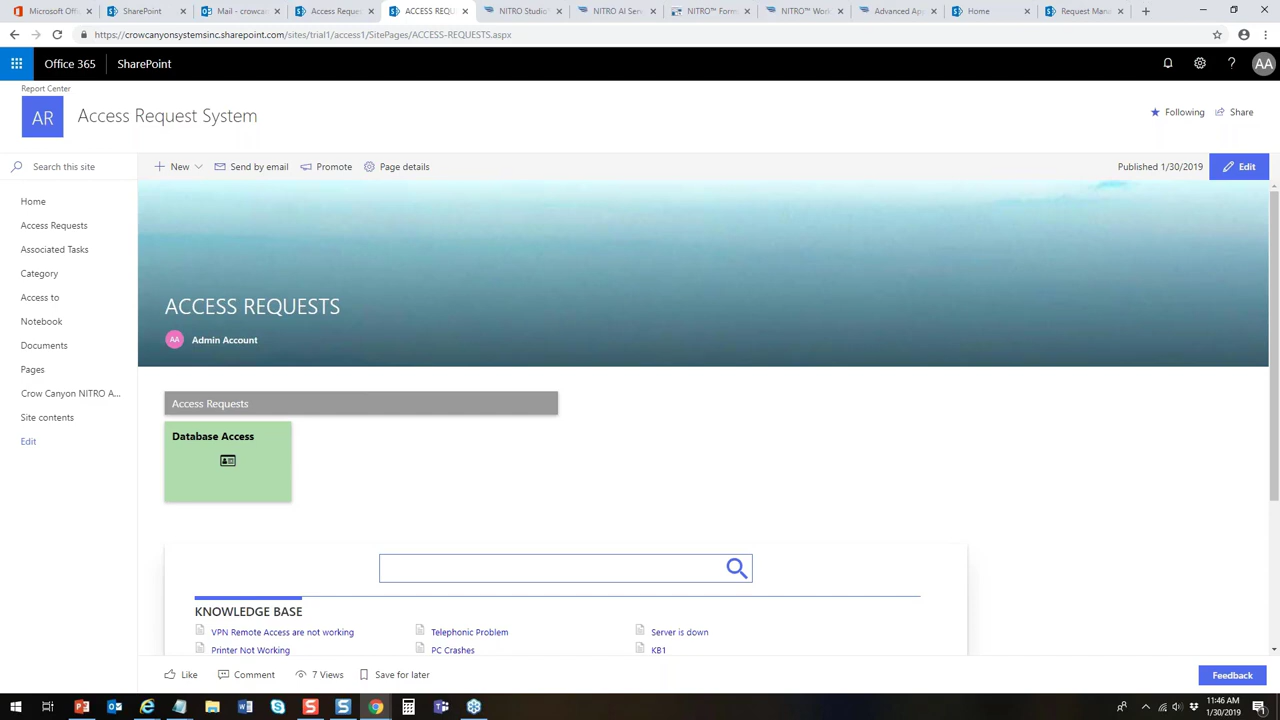 Microsoft Off
SharePoint
Mail - crowcan
Access Reques
ACCESS REQU
NITRO Studio
NITRO AI Serv
NITRO™ Form
NITRO™ Work
Advanced App
Home
Request Mana
https://crowcanyonsystemsinc.sharepoint.com/sites/trial1/access1/SitePages/ACCESS-REQUESTS.aspx
Office 365 SharePoint ? AA
Report Center
AR Access Request System
Following Share
Search this site
New Send by email Promote Page details
Published 1/30/2019 Edit
Home
Access Requests
Associated Tasks
Category
Access to
Notebook
Documents
Pages
Crow Canyon NITRO A...
Site contents
Edit
ACCESS REQUESTS
AA Admin Account
Access Requests
Database Access
KNOWLEDGE BASE
VPN Remote Access are not working Telephonic Problem Server is down
Printer Not Working PC Crashes KB1
Like Comment 7 Views Save for later
Feedback
11:46 AM
1/30/2019